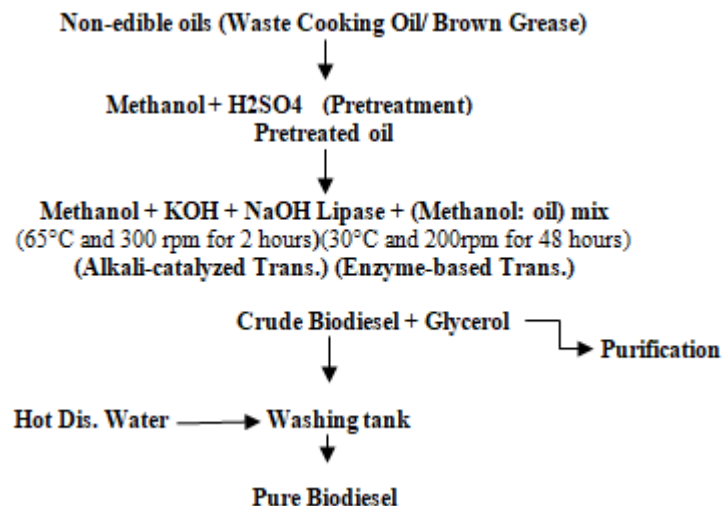 Non-edible oils (Waste Cooking Oil/ Brown Grease)
Methanol + H2SO4 (Pretreatment)
Pretreated oil
Methanol + KOH + NaOH Lipase + (Methanol: oil) mix
(65°C and 300 rpm for 2 hours)(30°C and 200rpm for 48 hours)
(Alkali-catalyzed Trans.) (Enzyme-based Trans.)
Crude Biodiesel + Glycerol
Purification
Hot Dis. Water
Washing tank
Pure Biodiesel